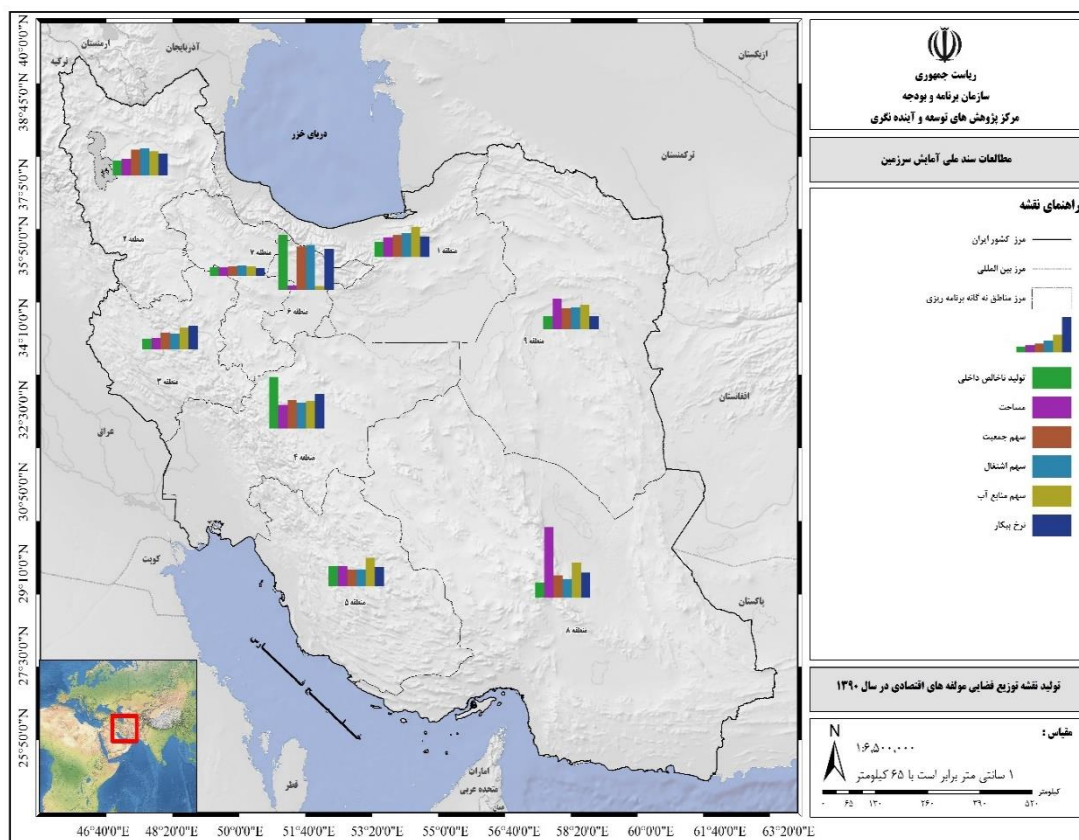 ریاست جمهوری
سازمان برنامه و بودجه
مرکز پژوهش های توسعه و آینده نگری
مطالعات سند ملی آمایش سرزمین
راهنمای نقشه
مرز کشور ایران
مرز بین المللی
مرز مناطق نه گانه برنامه ریزی
تولید ناخالص داخلی
مساحت
سهم جمعیت
سهم اشتغال
سهم منابع آب
نرخ بیکار
تولید نقشه توزیع فضایی مولفه های اقتصادی در سال ۱۳۹۰
مقیاس :
N
۱:۶,۵۰۰,۰۰۰
۱ سانتی متر برابر است با ۶۵ کیلومتر
کیلومتر
۰ ۶۵ ۱۳۰ ۲۶۰ ۳۹۰ ۵۲۰
ارمنستان
آذربایجان
ترکیه
ازبکستان
دریای خزر
ترکمنستان
منطقه ۲
منطقه ۷
منطقه ۱
منطقه ۶
منطقه ۹
منطقه ۳
افغانستان
عراق
منطقه ۴
کویت
منطقه ۵
منطقه ۸
پاکستان
خلیج فارس
قطر
امارات
متحده عربی
عمان
40°0'0"N
38°45'0"N
37°5'0"N
35°50'0"N
34°10'0"N
32°30'0"N
30°50'0"N
29°10'0"N
27°30'0"N
25°50'0"N
46°40'0"E
48°20'0"E
50°0'0"E
51°40'0"E
53°20'0"E
55°0'0"E
56°40'0"E
58°20'0"E
60°0'0"E
61°40'0"E
63°20'0"E